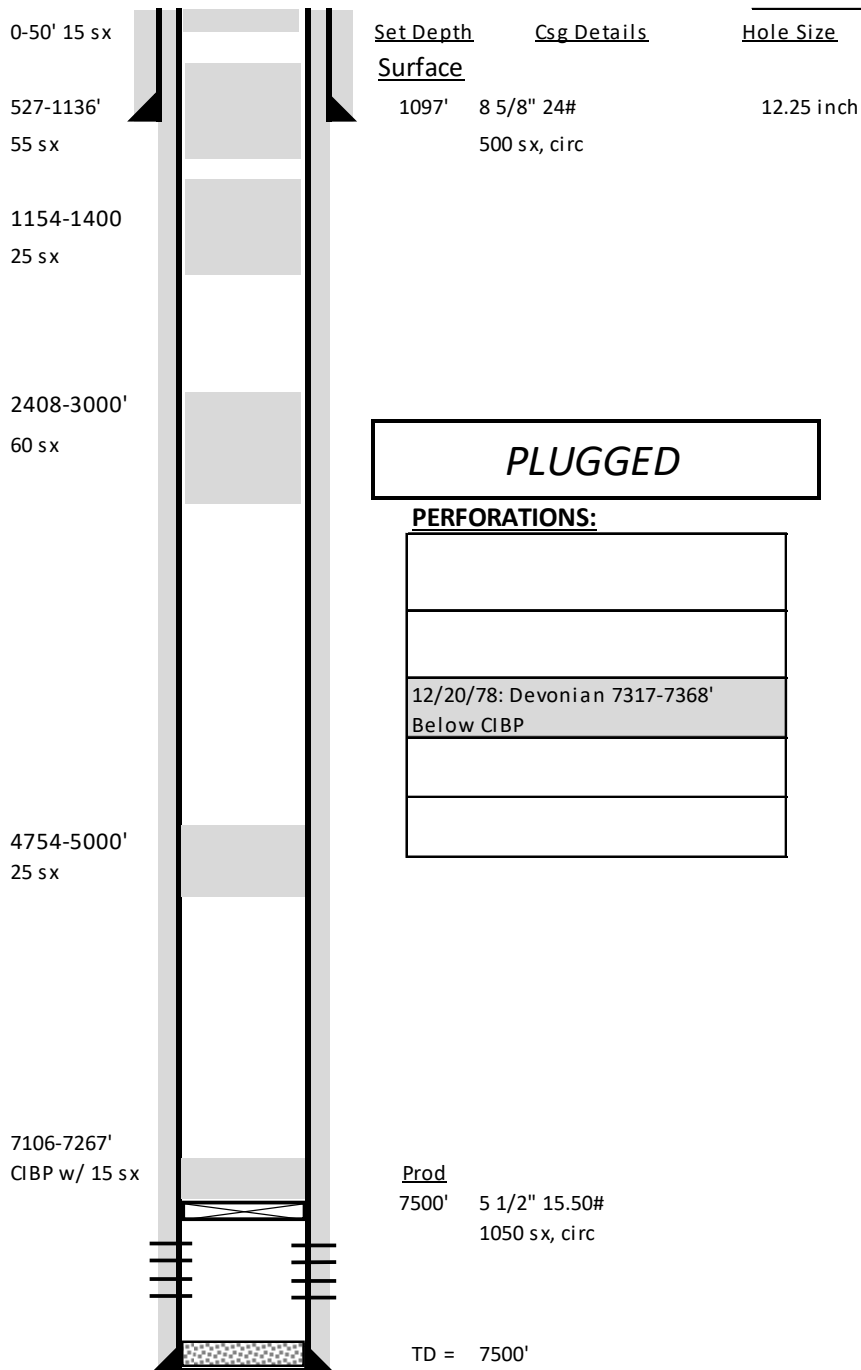 0-50' 15 sx
Set Depth Csg Details Hole Size
Surface
527-1136' 1097' 8 5/8" 24# 12.25 inch
55 sx 500 sx, circ
1154-1400
25 sx
2408-3000'
60 sx
PLUGGED
PERFORATIONS:
12/20/78: Devonian 7317-7368'
Below CIBP
4754-5000'
25 sx
7106-7267'
CIBP w/ 15 sx Prod
7500' 5 1/2" 15.50#
1050 sx, circ
TD = 7500'